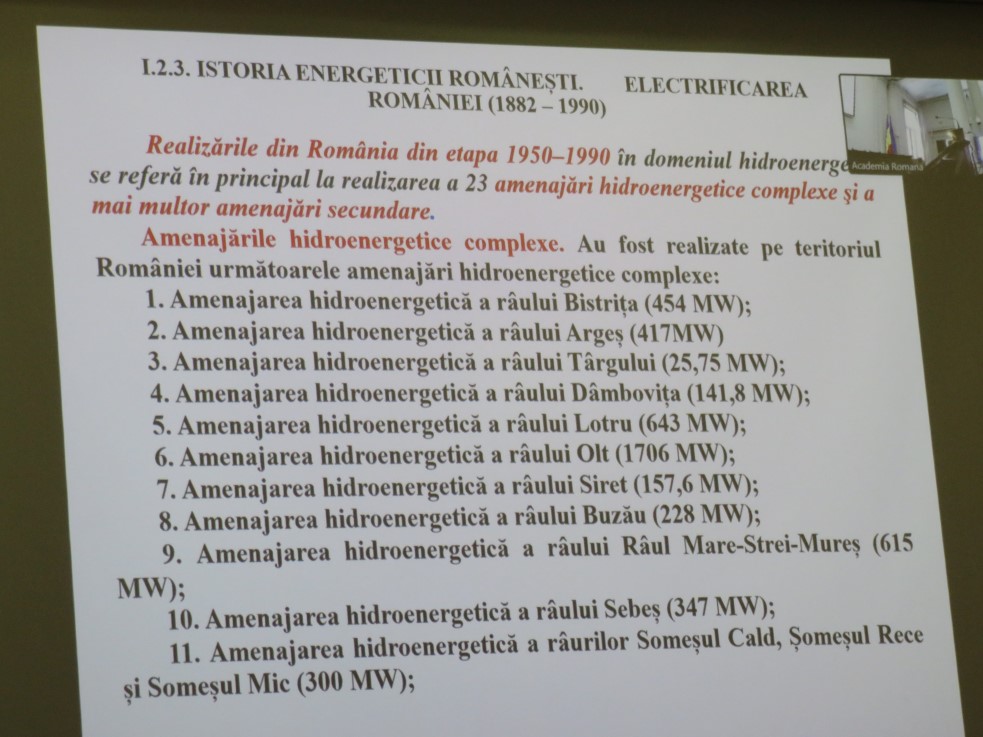 I.2.3. ISTORIA ENERGETICII ROMÂNEȘTI. ELECTRIFICAREA
ROMÂNIEI (1882 – 1990)
Realizările din România din etapa 1950–1990 în domeniul
se referă în principal la realizarea a 23 amenajări hidroenergetice complexe şi a
mai multor amenajări secundare.
Amenajările hidroenergetice complexe. Au fost realizate pe teritoriul
României următoarele amenajări hidroenergetice complexe:
1. Amenajarea hidroenergetică a râului Bistrița (454 MW);
2. Amenajarea hidroenergetică a râului Argeș (417MW)
3. Amenajarea hidroenergetică a râului Târgului (25,75 MW);
4. Amenajarea hidroenergetică a râului Dâmbovița (141,8 MW);
5. Amenajarea hidroenergetică a râului Lotru (643 MW);
6. Amenajarea hidroenergetică a râului Olt (1706 MW);
7. Amenajarea hidroenergetică a râului Siret (157,6 MW);
8. Amenajarea hidroenergetică a râului Buzău (228 MW);
9. Amenajarea hidroenergetică a râului Râul Mare-Strei-Mureș (615
MW);
10. Amenajarea hidroenergetică a râului Sebeș (347 MW);
11. Amenajarea hidroenergetică a râurilor Someșul Cald, Șomeșul Rece
și Someșul Mic (300 MW);
Academia Romană